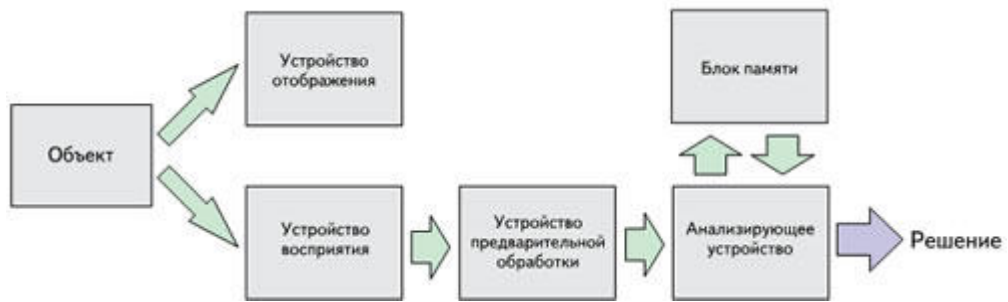 Объект
Устройство
отображения
Устройство
восприятия
Устройство
предварительной
обработки
Блок памяти
Анализирующее
устройство
Решение